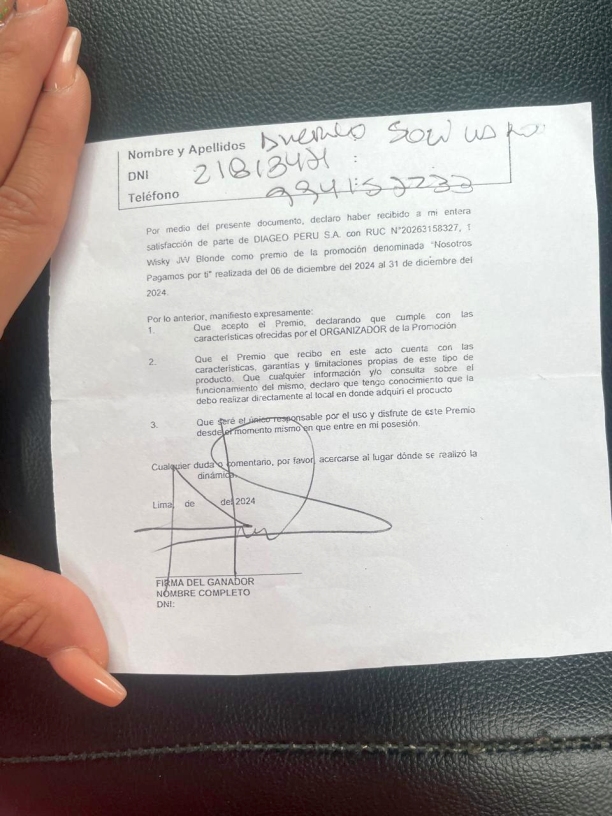 Nombre y Apellidos
DNI 21813421
Teléfono
Por medio del presente documento, declaro haber recibido a mi entera
satisfacción de parte de DIAGEO PERU S.A. con RUC N°20263158327, 1
Wisky JW Blonde como premio de la promoción denominada "Nosotros
Pagamos por ti" realizada del 06 de diciembre del 2024 al 31 de diciembre del
2024.
Por lo anterior, manifiesto expresamente:
1. Que acepto el Premio, declarando que cumple con las
características ofrecidas por el ORGANIZADOR de la Promoción
2. Que el Premio que recibo en este acto cuenta con las
características, garantías y limitaciones propias de este tipo de
producto. Que cualquier información y/o consulta sobre el
funcionamiento del mismo, declaro que tengo conocimiento que la
debo realizar directamente al local en donde adquirí el producto
3. Que seré el único responsable por el uso y disfrute de este Premio
desde el momento mismo en que entre en mi posesión.
Cualquier duda o comentario, por favor, acercarse al lugar dónde se realizó la
dinámica.
Lima, de del 2024
FIRMA DEL GANADOR
NOMBRE COMPLETO
DNI: